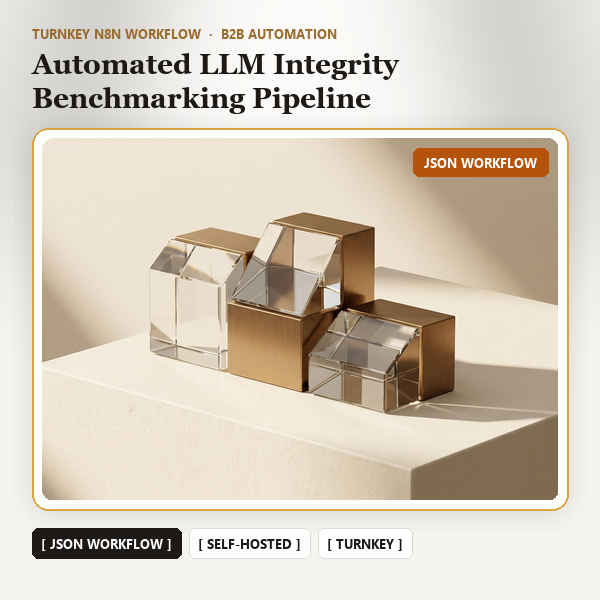 TURNKEY N8N WORKFLOW · B2B AUTOMATION
Automated LLM Integrity
Benchmarking Pipeline
JSON WORKFLOW
[ JSON WORKFLOW ]
[ SELF-HOSTED ]
[ TURNKEY ]